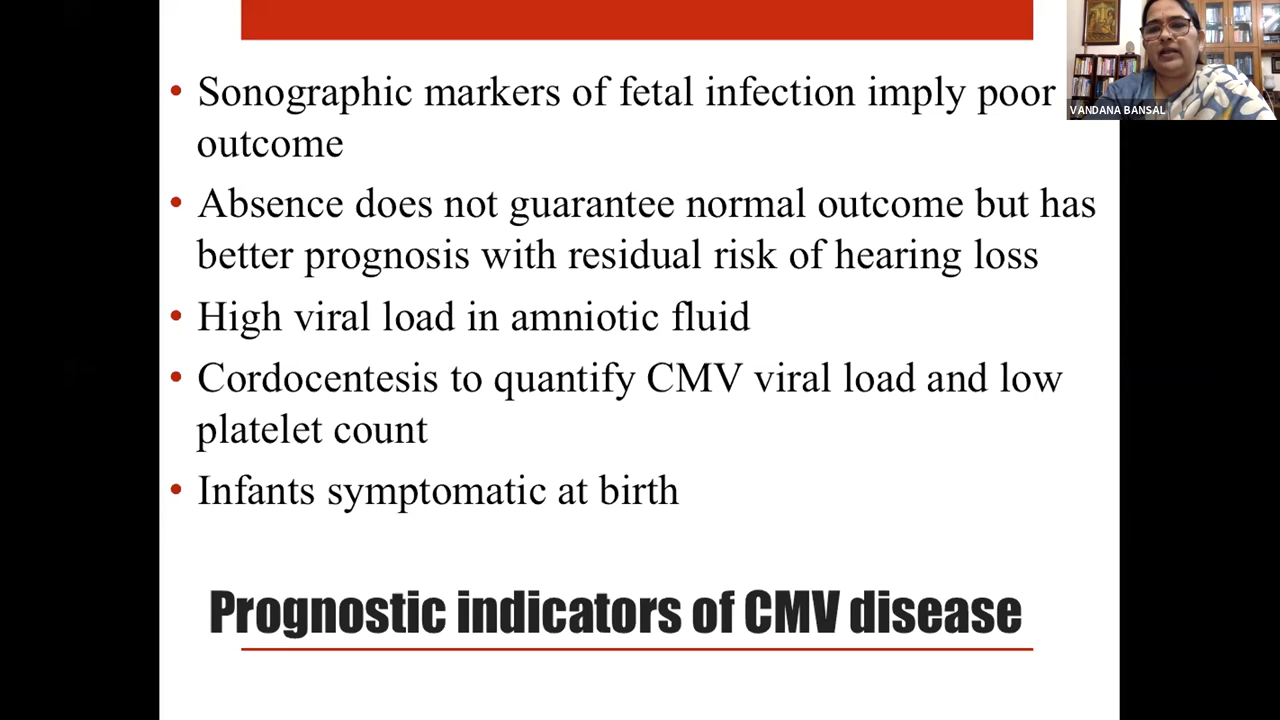 • Sonographic markers of fetal infection imply poor
outcome
• Absence does not guarantee normal outcome but has
better prognosis with residual risk of hearing loss
• High viral load in amniotic fluid
• Cordocentesis to quantify CMV viral load and low
platelet count
• Infants symptomatic at birth
Prognostic indicators of CMV disease
VANDANA BANSAL